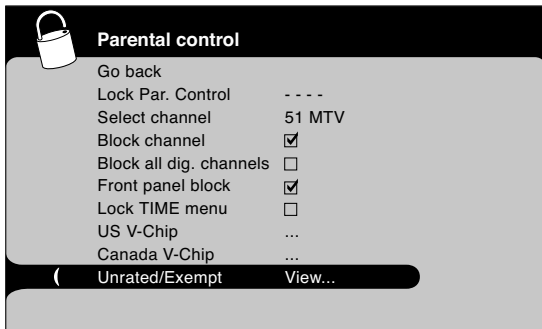 Parental control
Go back
Lock Par. Control - - - -
Select channel 51 MTV
Block channel ☑
Block all dig. channels ☐
Front panel block ☑
Lock TIME menu ☐
US V-Chip ...
Canada V-Chip ...
Unrated/Exempt View...